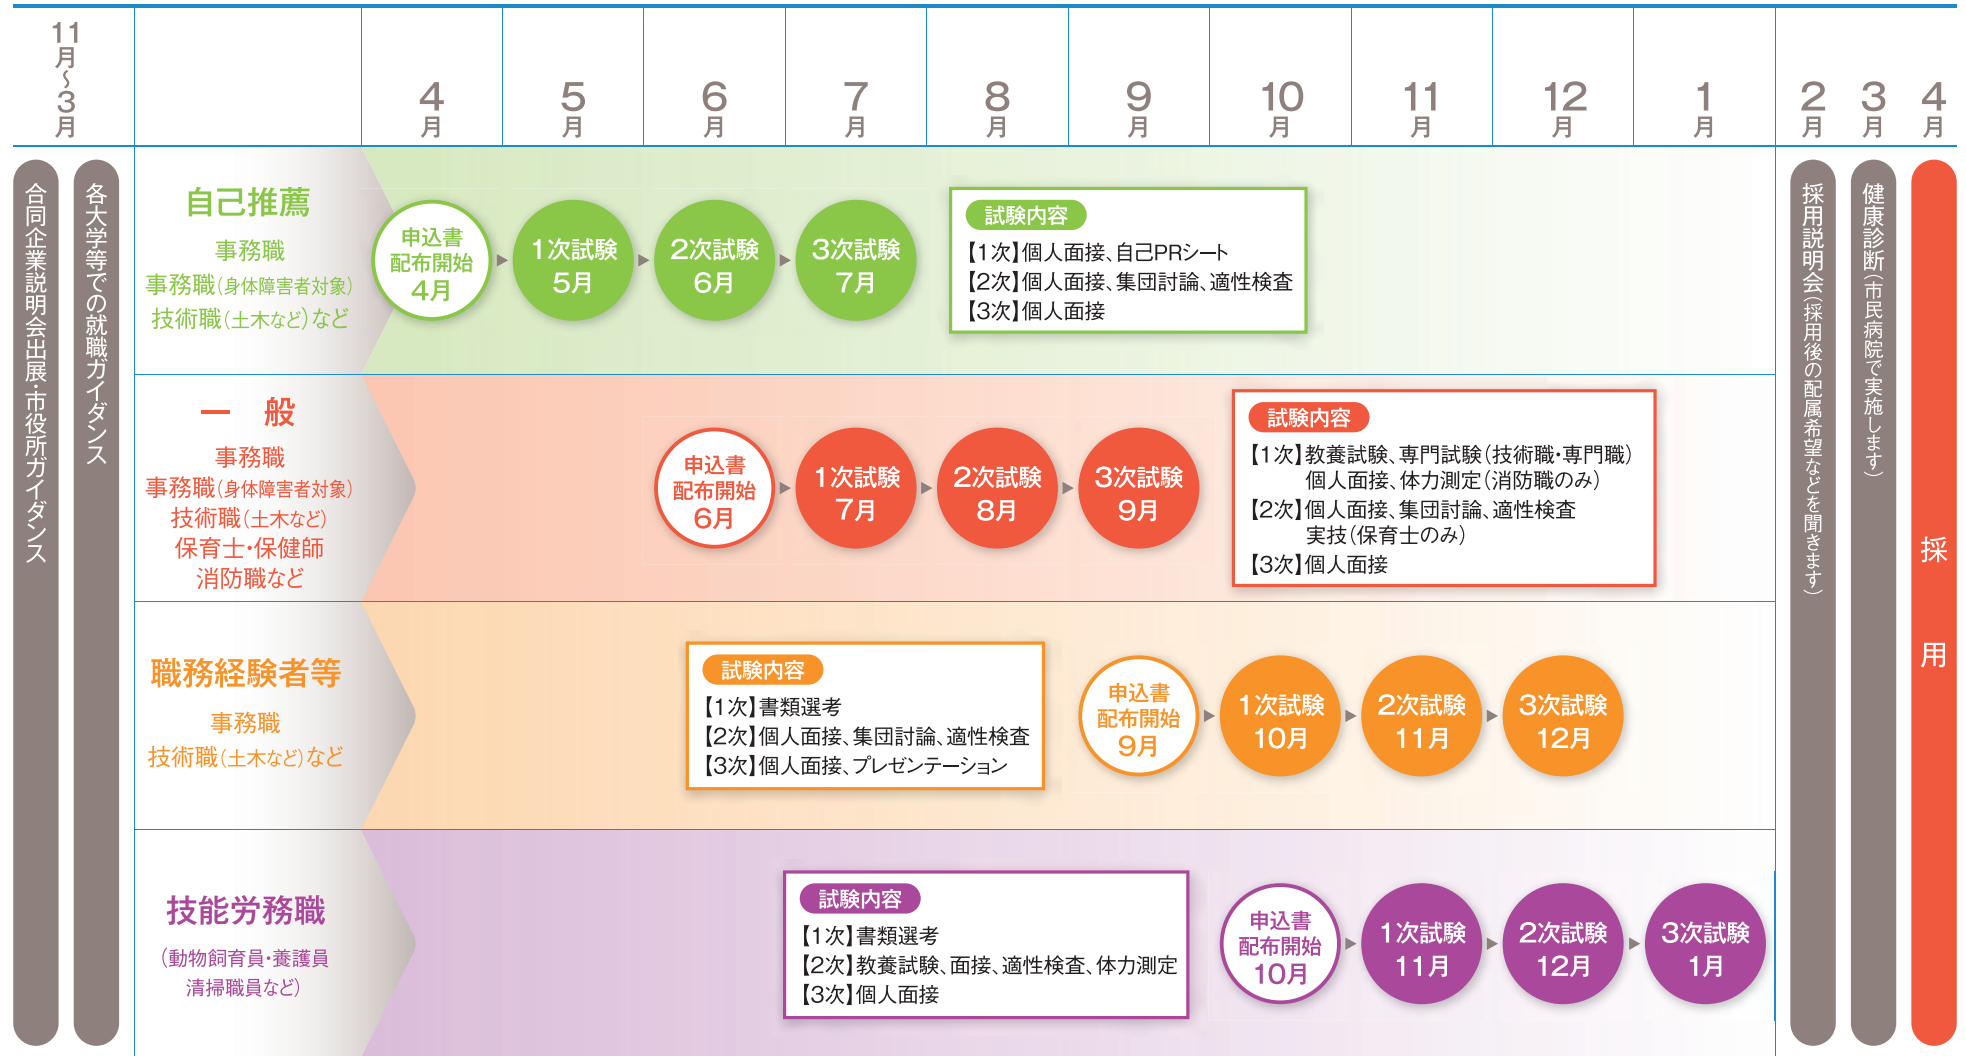 11月〜3月
4月
5月
6月
7月
8月
9月
10月
11月
12月
1月
2月
3月
4月
合同企業説明会出展・市役所ガイダンス
各大学等での就職ガイダンス
自己推薦
事務職
事務職(身体障害者対象)
技術職(土木など)など
申込書
配布開始
4月
1次試験
5月
2次試験
6月
3次試験
7月
試験内容
【1次】個人面接、自己PRシート
【2次】個人面接、集団討論、適性検査
【3次】個人面接
一 般
事務職
事務職(身体障害者対象)
技術職(土木など)
保育士・保健師
消防職など
申込書
配布開始
6月
1次試験
7月
2次試験
8月
3次試験
9月
試験内容
【1次】教養試験、専門試験(技術職・専門職)
個人面接、体力測定(消防職のみ)
【2次】個人面接、集団討論、適性検査
実技(保育士のみ)
【3次】個人面接
職務経験者等
事務職
技術職(土木など)など
試験内容
【1次】書類選考
【2次】個人面接、集団討論、適性検査
【3次】個人面接、プレゼンテーション
申込書
配布開始
9月
1次試験
10月
2次試験
11月
3次試験
12月
技能労務職
(動物飼育員・養護員
清掃職員など)
試験内容
【1次】書類選考
【2次】教養試験、面接、適性検査、体力測定
【3次】個人面接
申込書
配布開始
10月
1次試験
11月
2次試験
12月
3次試験
1月
採用説明会(採用後の配属希望などを聞きます)
健康診断(市民病院で実施します)
採用